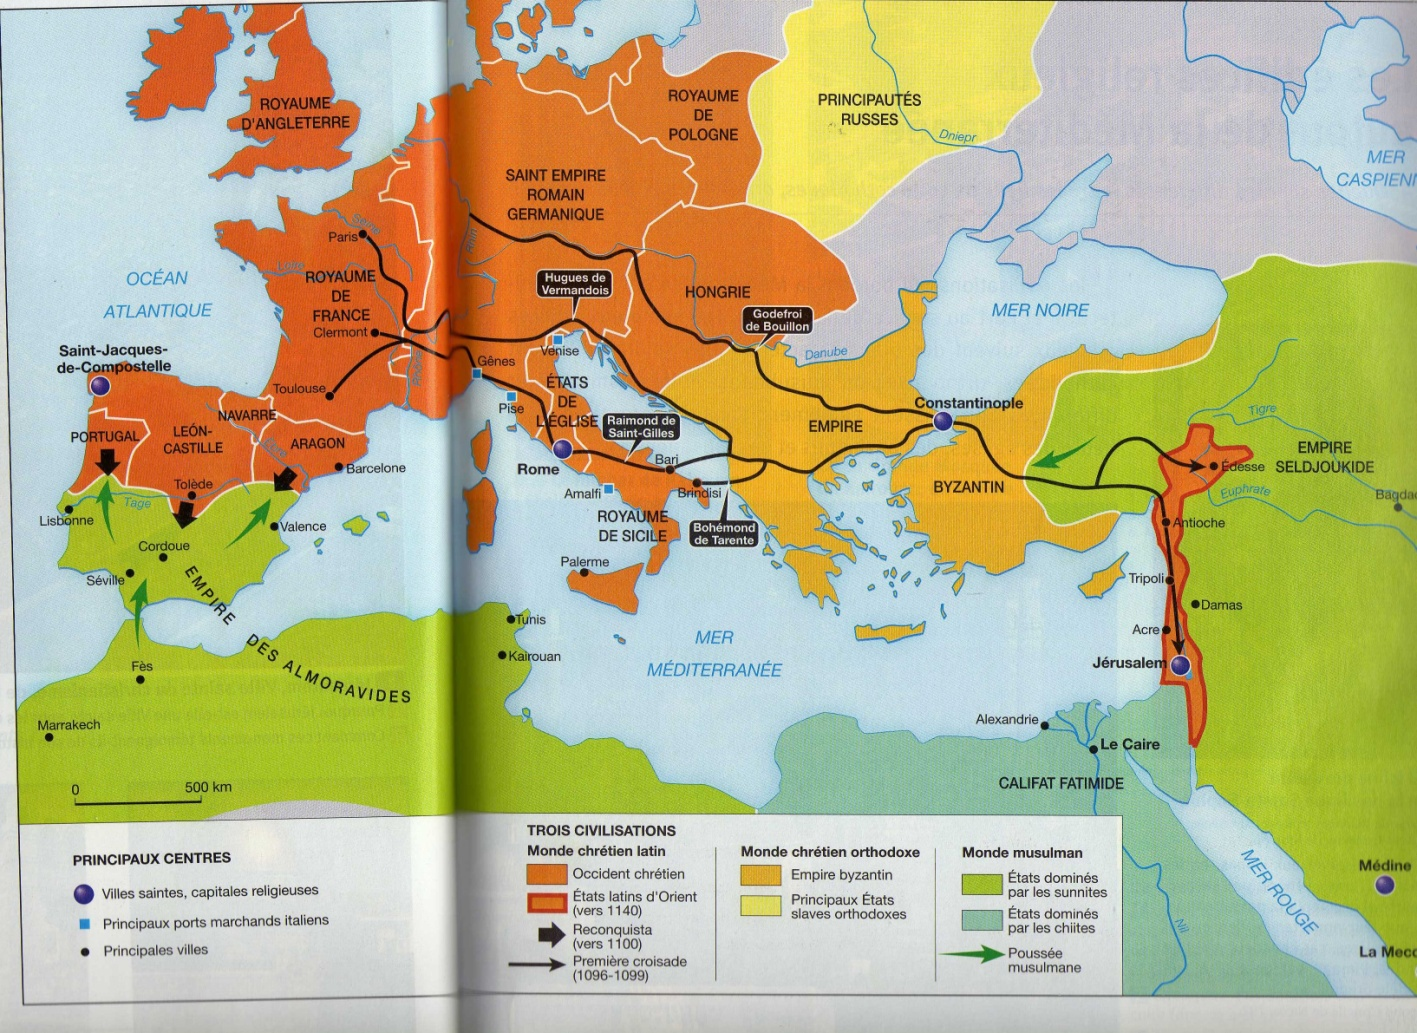 ROYAUME
D'ANGLETERRE
ROYAUME
DE
POLOGNE
PRINCIPAUTÉS
RUSSES
Dniepr
MER
CASPIENN
SAINT EMPIRE
ROMAIN
GERMANIQUE
Seine
Paris
Rhin
Loire
ROYAUME
DE
FRANCE
Clermont
OCÉAN
ATLANTIQUE
Hugues de
Vermandois
HONGRIE
Godefroi
de Bouillon
MER NOIRE
Danube
Saint-Jacques-
de-Compostelle
Venise
Gênes
Rhône
Toulouse
ÉTATS
DE
L'ÉGLISE
Pise
NAVARRE
PORTUGAL
LEÓN-
CASTILLE
ARAGON
Èbre
Barcelone
Raimond de
Saint-Gilles
EMPIRE
BYZANTIN
Constantinople
Tigre
EMPIRE
SELDJOUKIDE
Édesse
Euphrate
Bagdad
Rome
Bari
Brindisi
Amalfi
ROYAUME
DE SICILE
Bohémond
de Tarente
Tolède
Tage
Lisbonne
Valence
Cordoue
Séville
Palerme
Antioche
Tripoli
Damas
Acre
Jérusalem
EMPIRE DES ALMORAVIDES
Tunis
Kairouan
MER
MÉDITERRANÉE
Fès
Marrakech
Alexandrie
Le Caire
CALIFAT FATIMIDE
0 500 km
MER ROUGE
Nil
Médine
La Mecq
PRINCIPAUX CENTRES
Villes saintes, capitales religieuses
Principaux ports marchands italiens
Principales villes
TROIS CIVILISATIONS
Monde chrétien latin
Occident chrétien
États latins d'Orient
(vers 1140)
Reconquista
(vers 1100)
Première croisade
(1096-1099)
Monde chrétien orthodoxe
Empire byzantin
Principaux États
slaves orthodoxes
Monde musulman
États dominés
par les sunnites
États dominés
par les chiites
Poussée
musulmane